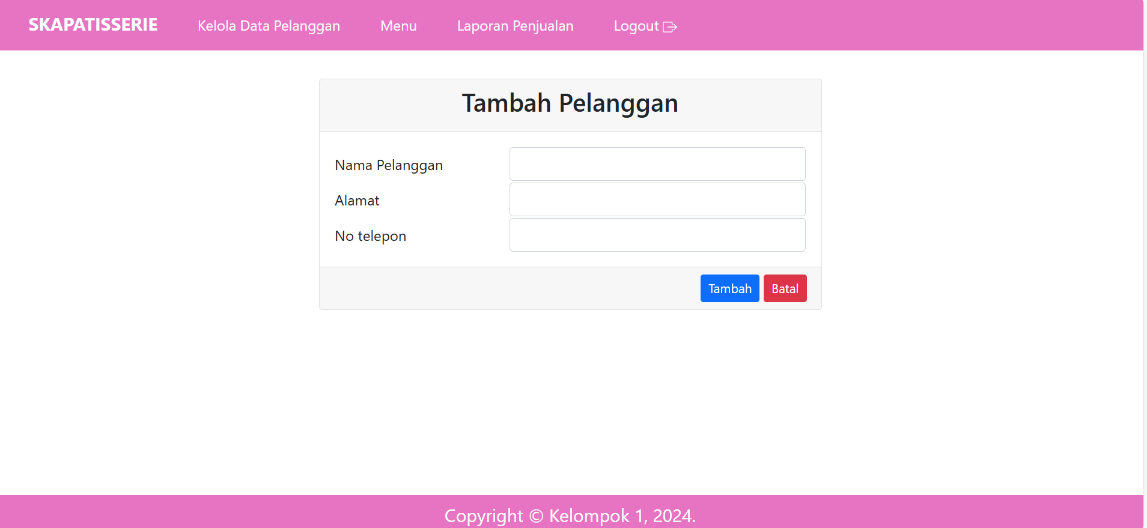 SKAPATISSERIE Kelola Data Pelanggan Menu Laporan Penjualan Logout
Tambah Pelanggan
Nama Pelanggan
Alamat
No telepon
Tambah Batal
Copyright © Kelompok 1, 2024.